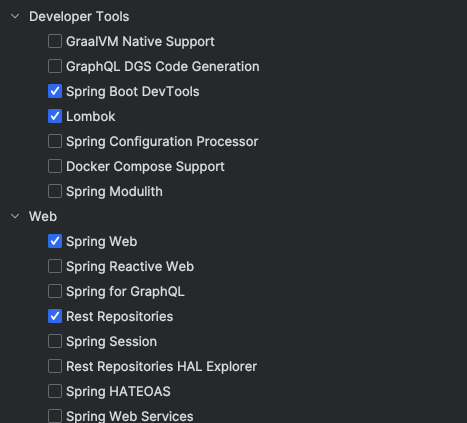 Developer Tools
GraalVM Native Support
GraphQL DGS Code Generation
Spring Boot DevTools
Lombok
Spring Configuration Processor
Docker Compose Support
Spring Modulith
Web
Spring Web
Spring Reactive Web
Spring for GraphQL
Rest Repositories
Spring Session
Rest Repositories HAL Explorer
Spring HATEOAS
Spring Web Services